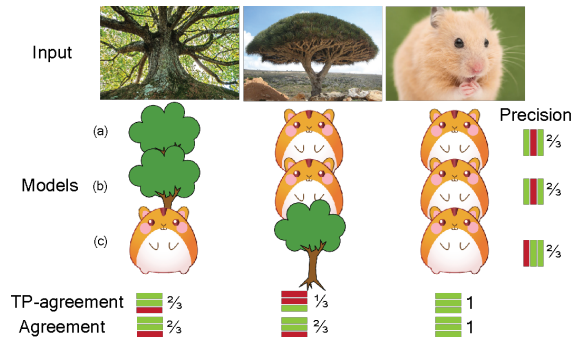 Input
Precision
(a)
⅔
Models
(b)
⅔
(c)
⅔
TP-agreement ⅔ ⅓ 1
Agreement ⅔ ⅔ 1